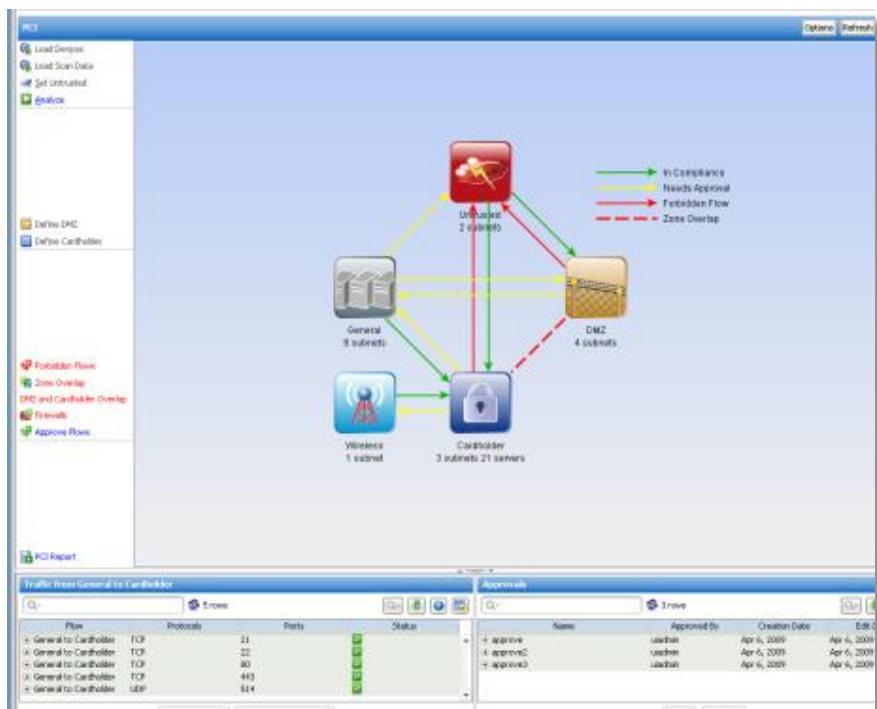 PCI
Options Refresh
Load Devices
Load Scan Data
Set Untrusted
Analyze
Define DMZ
Define Cardholder
Forbidden Flows
Zone Overlap
DMZ and Cardholder Overlap
Firewalls
Approve Flows
PCI Report
In Compliance
Needs Approval
Forbidden Flow
Zone Overlap
Untrusted
2 subnets
General
8 subnets
DMZ
4 subnets
Wireless
1 subnet
Cardholder
3 subnets 21 servers
Traffic from General to Cardholder
5 rows
Flow Protocols Ports Status
General to Cardholder TCP 21
General to Cardholder TCP 22
General to Cardholder TCP 80
General to Cardholder TCP 443
General to Cardholder UDP 514
Approvals
3 rows
Name Approved By Creation Date Edit D
approve uiadmin Apr 6, 2009 Apr 6, 2009
approve2 uiadmin Apr 6, 2009 Apr 6, 2009
approve3 uiadmin Apr 6, 2009 Apr 6, 2009